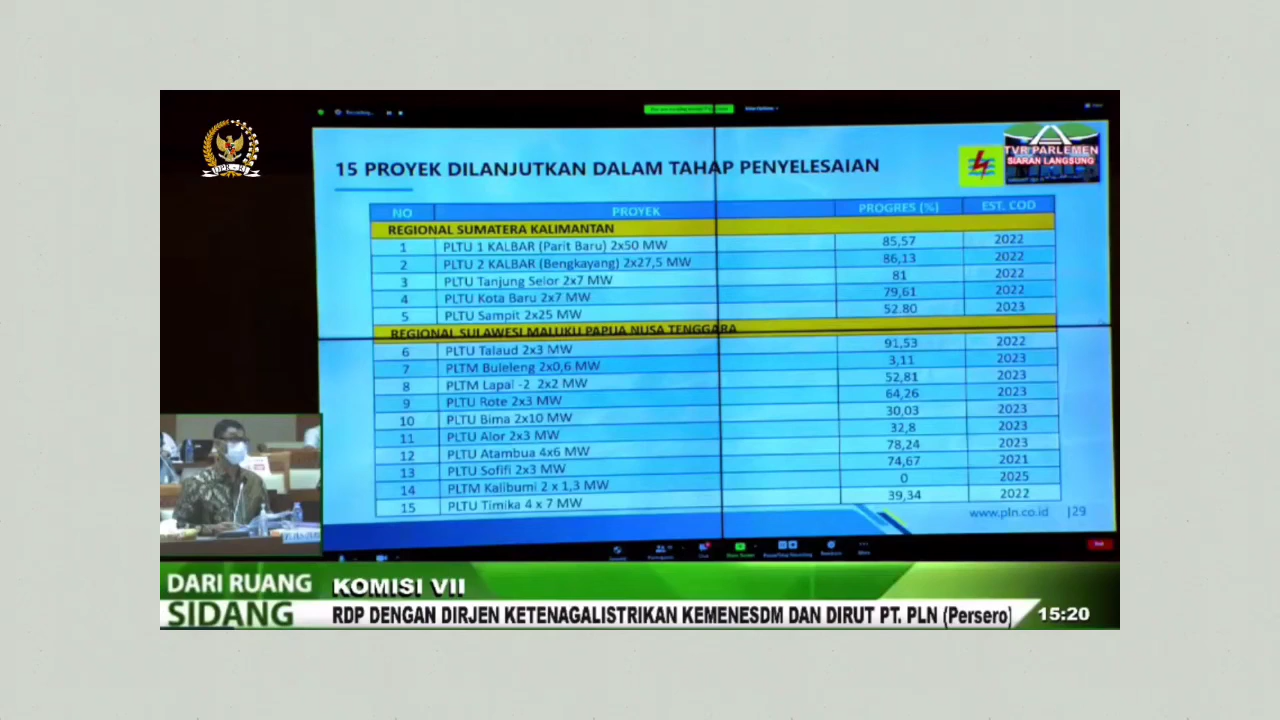 DPR - RI
15 PROYEK DILANJUTKAN DALAM TAHAP PENYELESAIAN
TVR PARLEMEN
SIARAN LANGSUNG
NO PROYEK PROGRES (%) EST. COD
REGIONAL SUMATERA KALIMANTAN
1 PLTU 1 KALBAR (Parit Baru) 2x50 MW 85,57 2022
2 PLTU 2 KALBAR (Bengkayang) 2x27,5 MW 86,13 2022
3 PLTU Tanjung Selor 2x7 MW 81 2022
4 PLTU Kota Baru 2x7 MW 79,61 2022
5 PLTU Sampit 2x25 MW 52.80 2023
REGIONAL SULAWESI MALUKU PAPUA NUSA TENGGARA
6 PLTU Talaud 2x3 MW 91,53 2022
7 PLTM Buleleng 2x0,6 MW 3,11 2023
8 PLTM Lapal -2 2x2 MW 52,81 2023
9 PLTU Rote 2x3 MW 64,26 2023
10 PLTU Bima 2x10 MW 30,03 2023
11 PLTU Alor 2x3 MW 32,8 2023
12 PLTU Atambua 4x6 MW 78,24 2023
13 PLTU Sofifi 2x3 MW 74,67 2021
14 PLTM Kalibumi 2 x 1,3 MW 0 2025
15 PLTU Timika 4 x 7 MW 39,34 2022
www.pln.co.id |29
DARI RUANG
SIDANG
KOMISI VII
RDP DENGAN DIRJEN KETENAGALISTRIKAN KEMENESDM DAN DIRUT PT. PLN (Persero)
15:20